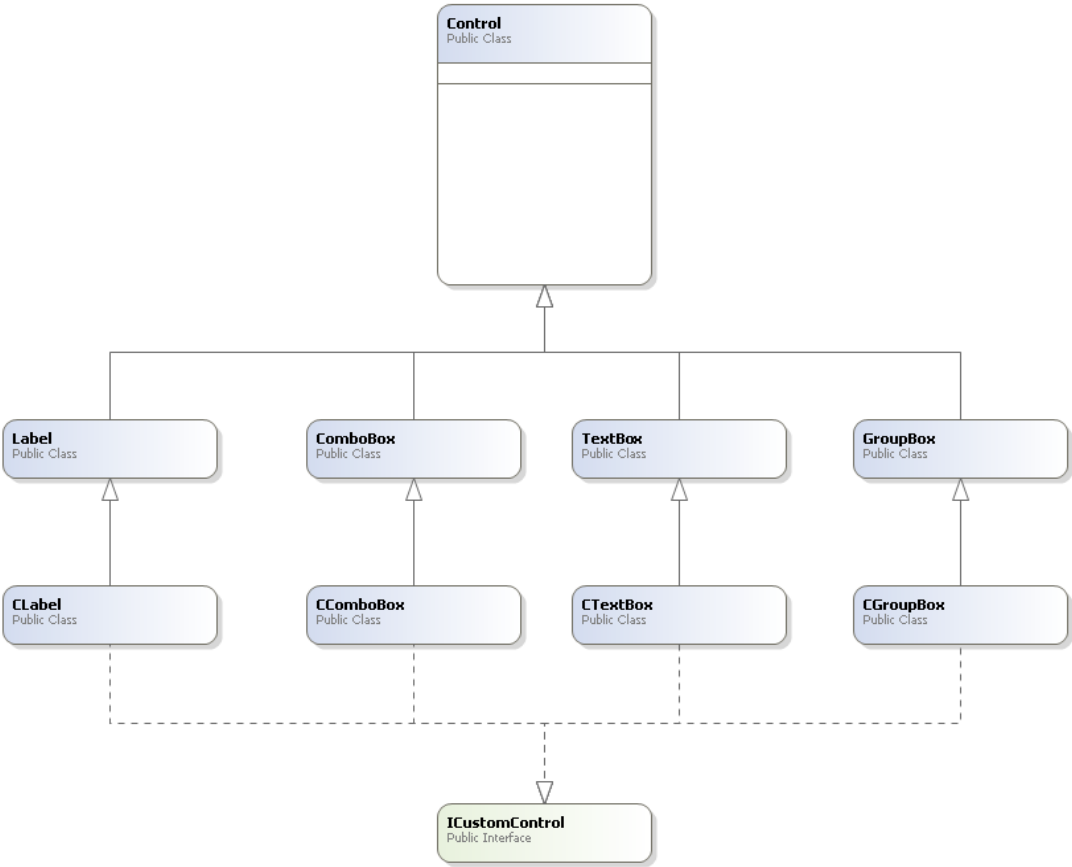 Control
Public Class
Label
Public Class
ComboBox
Public Class
TextBox
Public Class
GroupBox
Public Class
CLabel
Public Class
CComboBox
Public Class
CTextBox
Public Class
CGroupBox
Public Class
ICustomControl
Public Interface